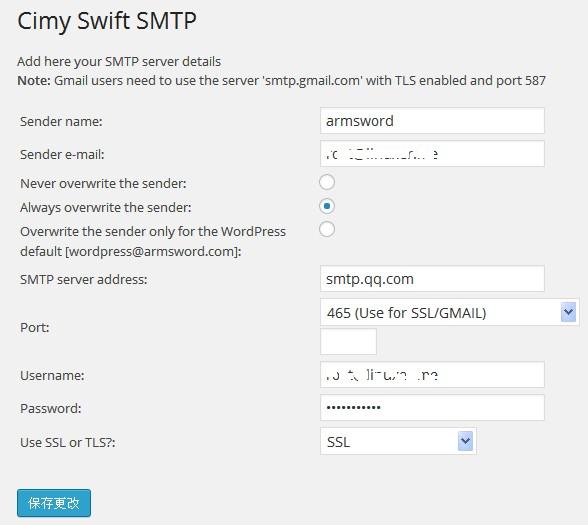 Cimy Swift SMTP
Add here your SMTP server details
Note: Gmail users need to use the server 'smtp.gmail.com' with TLS enabled and port 587
Sender name: armsword
Sender e-mail:
Never overwrite the sender:
Always overwrite the sender:
Overwrite the sender only for the WordPress
default [wordpress@armsword.com]:
SMTP server address: smtp.qq.com
465 (Use for SSL/GMAIL)
Port:
Username:
Password: •••••••••••
Use SSL or TLS?: SSL
保存更改